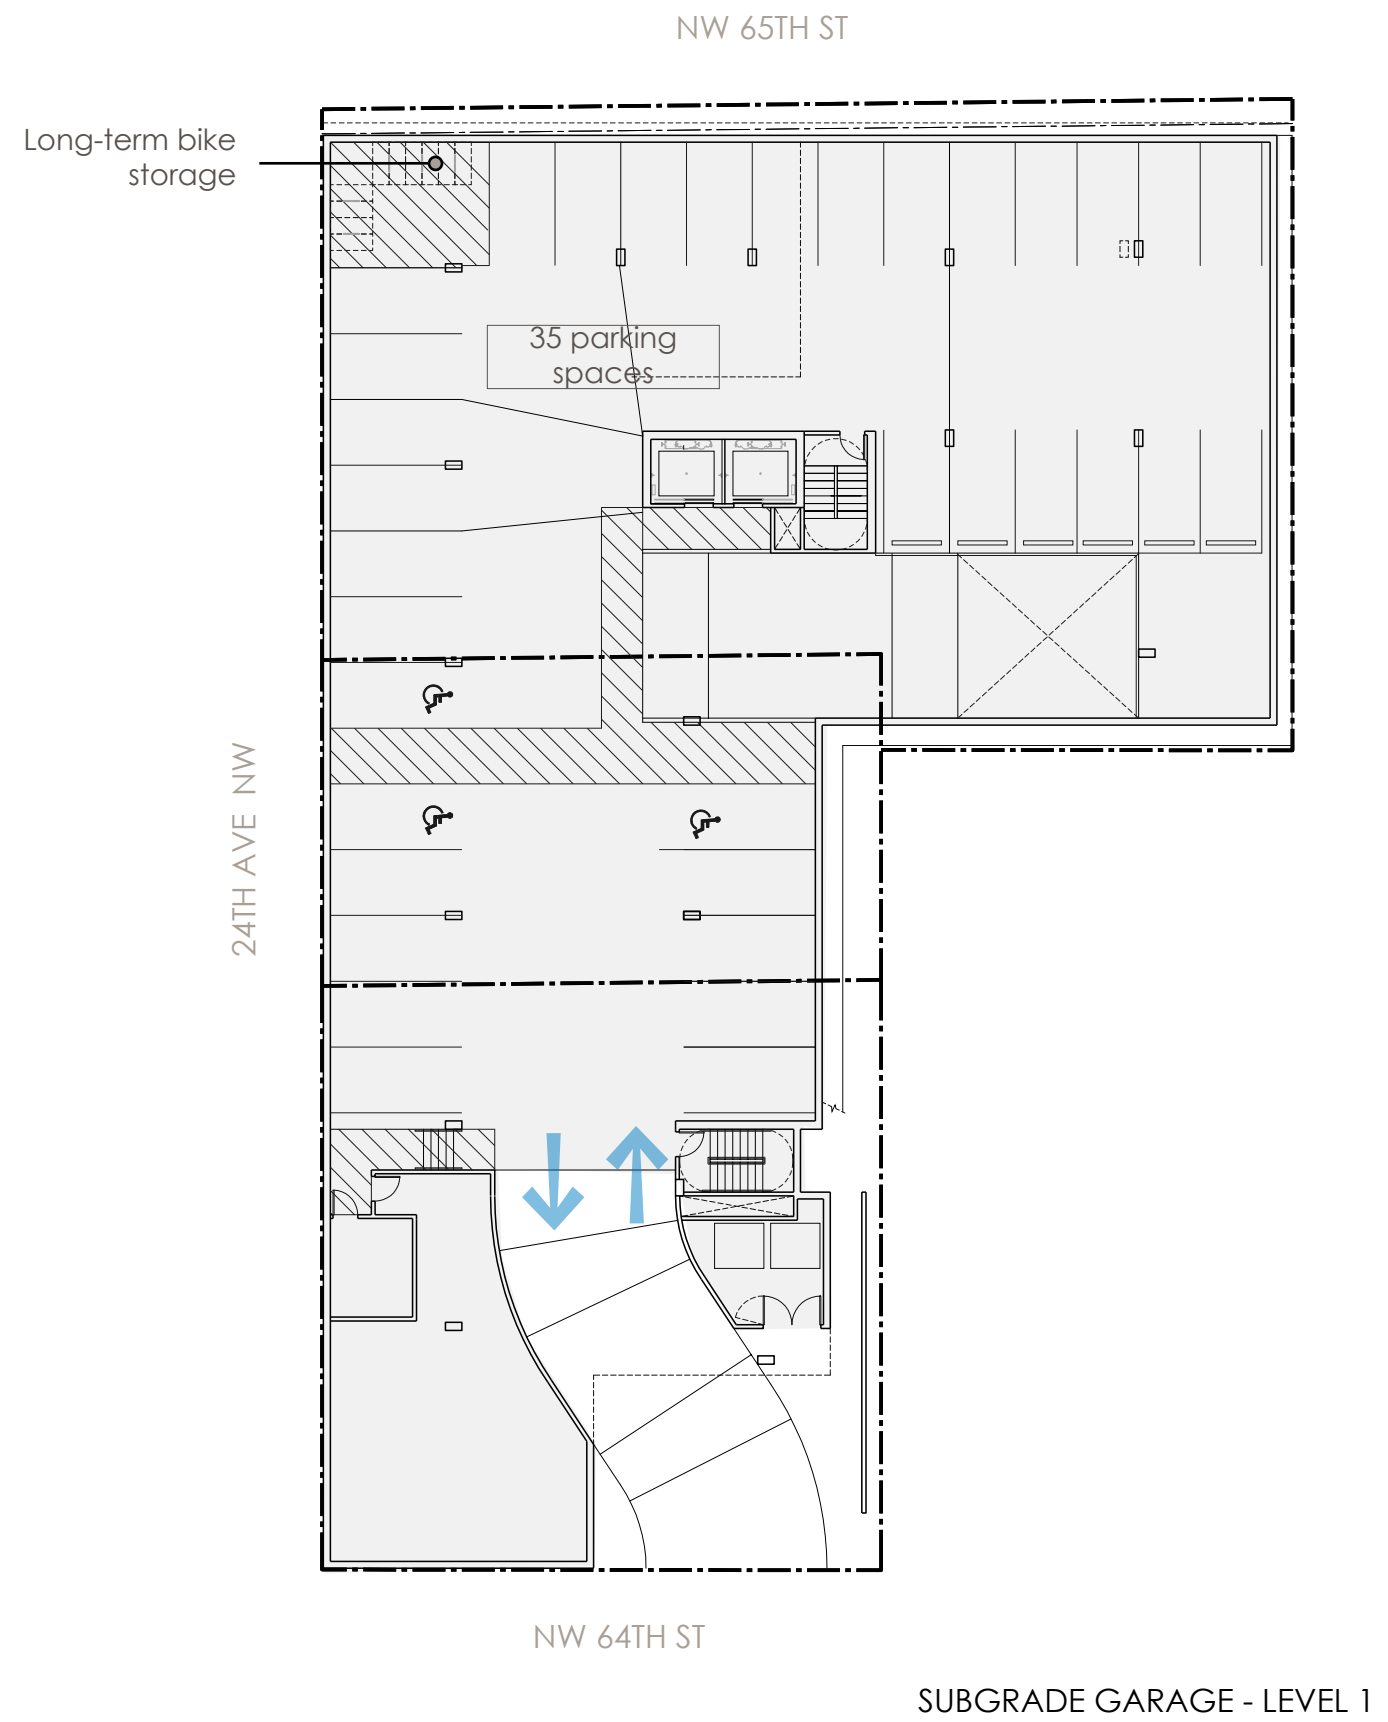 NW 65TH ST
Long-term bike
storage
35 parking
spaces
24TH AVE NW
NW 64TH ST
SUBGRADE GARAGE - LEVEL 1